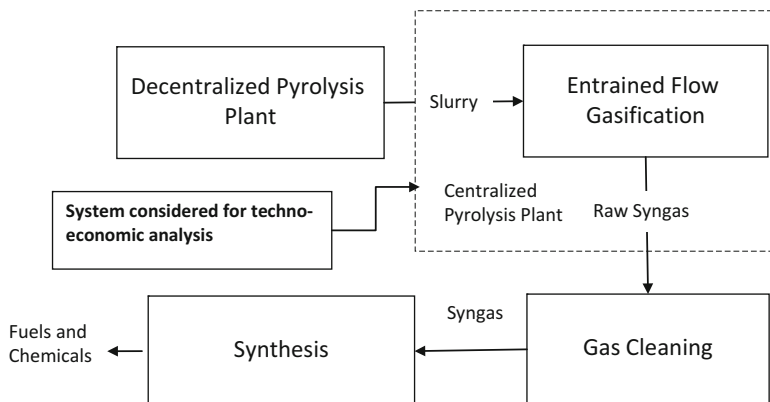 Decentralized Pyrolysis
Plant
Slurry
Entrained Flow
Gasification
System considered for techno-
economic analysis
Centralized
Pyrolysis Plant
Raw Syngas
Fuels and
Chemicals
Synthesis
Syngas
Gas Cleaning